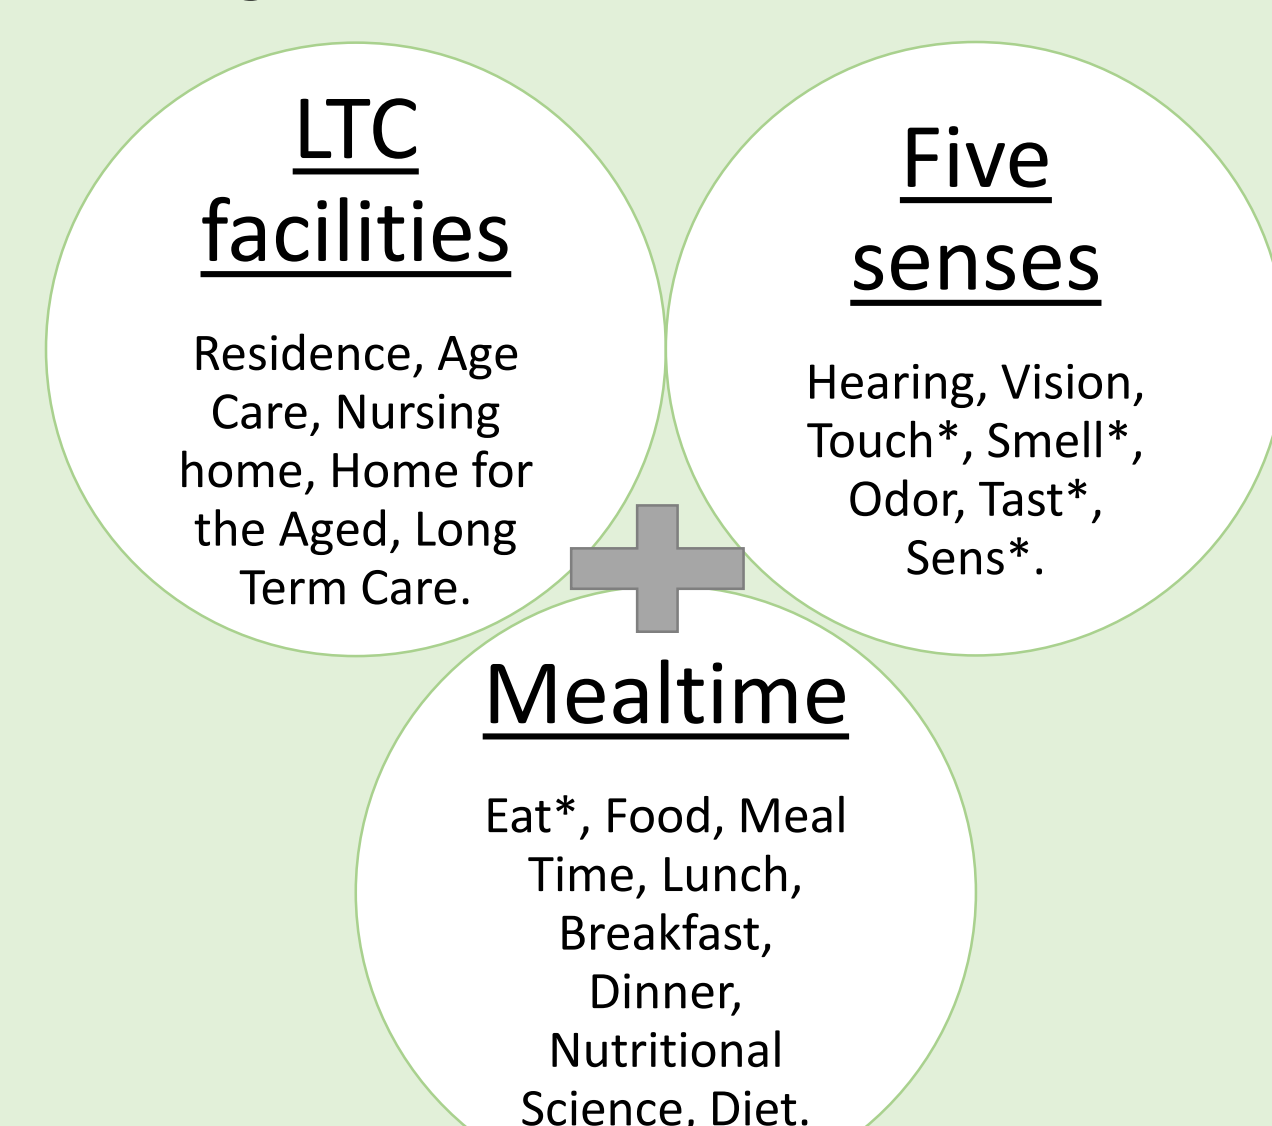 LTC
facilities
Residence, Age
Care, Nursing
home, Home for
the Aged, Long
Term Care.
Five
senses
Hearing, Vision,
Touch*, Smell*,
Odor, Tast*,
Sens*.
Mealtime
Eat*, Food, Meal
Time, Lunch,
Breakfast,
Dinner,
Nutritional
Science, Diet.